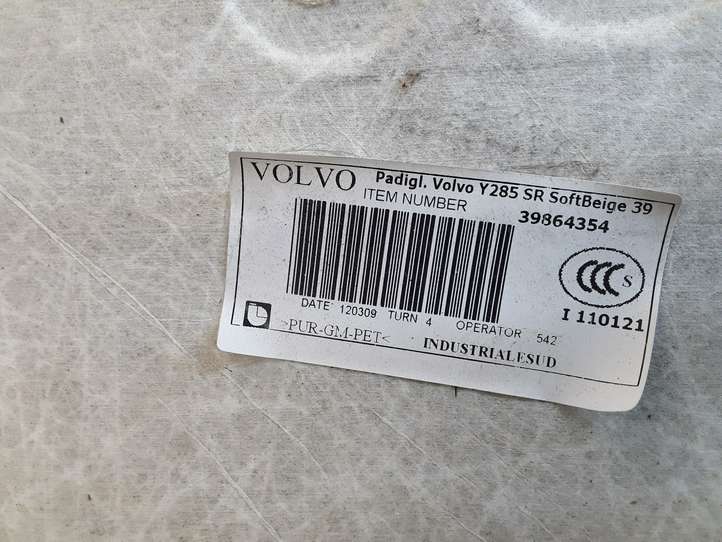 VOLVO Padigl. Volvo Y285 SR SoftBeige 39
ITEM NUMBER 39864354
CCC S
I 110121
DATE: 120309 TURN 4 OPERATOR 542
>PUR-GM-PET< INDUSTRIALESUD